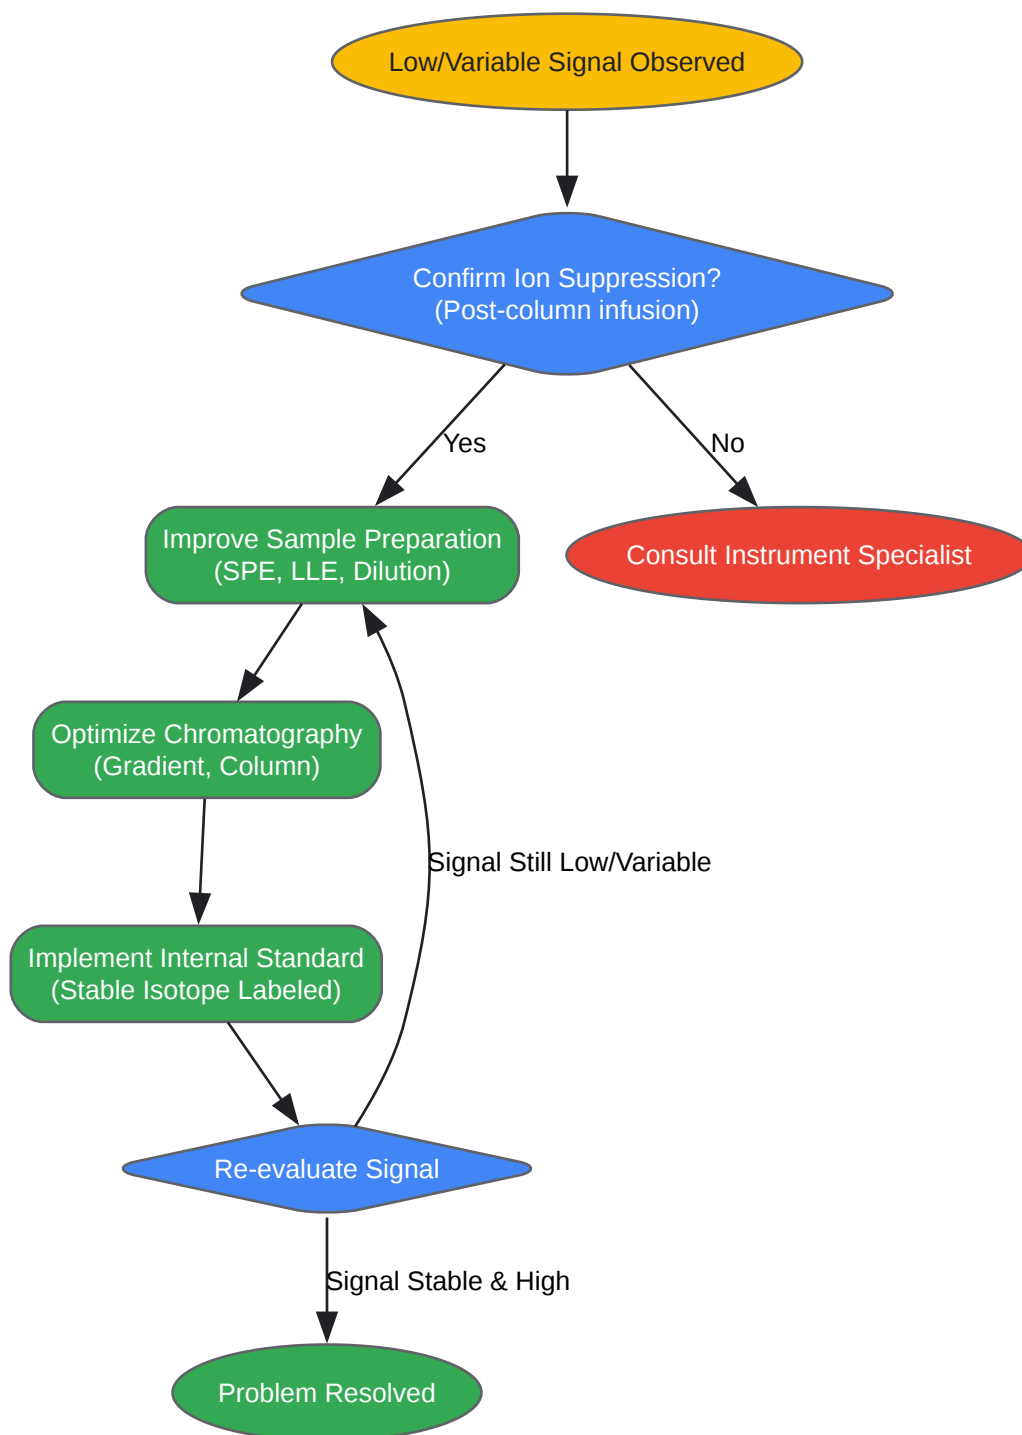 Low/Variable Signal Observed
Confirm Ion Suppression?
(Post-column infusion)
Yes
No
Improve Sample Preparation
(SPE, LLE, Dilution)
Consult Instrument Specialist
Optimize Chromatography
(Gradient, Column)
Signal Still Low/Variable
Implement Internal Standard
(Stable Isotope Labeled)
Re-evaluate Signal
Signal Stable & High
Problem Resolved